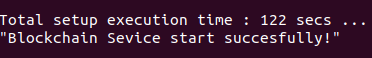 Total setup execution time : 122 secs ...
"Blockchain Sevice start succesfully!"